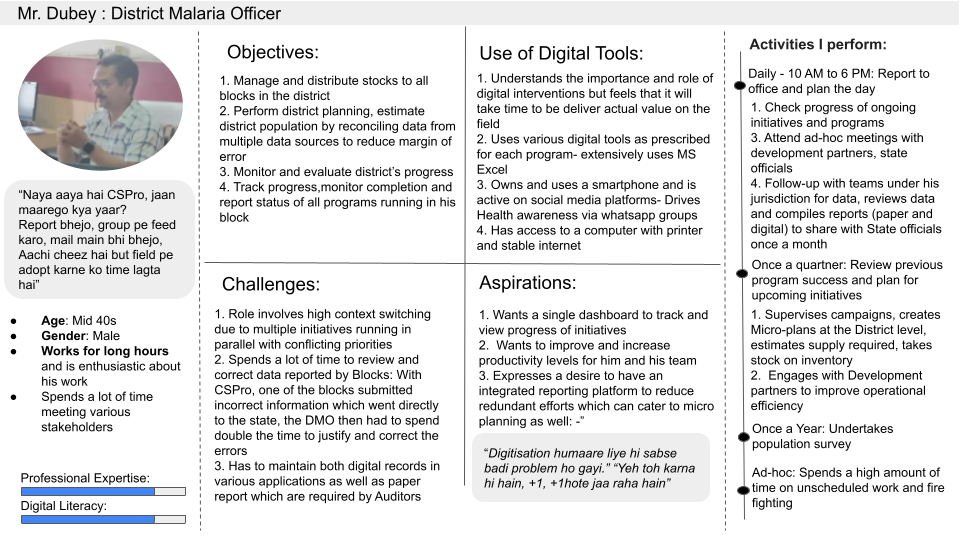 Mr. Dubey : District Malaria Officer
“Naya aaya hai CSPro, jaan
maarego kya yaar?
Report bhejo, group pe feed
karo, mail main bhi bhejo,
Aachi cheez hai but field pe
adopt karne ko time lagta
hai”
● Age: Mid 40s
● Gender: Male
● Works for long hours
and is enthusiastic about
his work
● Spends a lot of time
meeting various
stakeholders
Professional Expertise:
Digital Literacy:
Objectives:
1. Manage and distribute stocks to all
blocks in the district
2. Perform district planning, estimate
district population by reconciling data from
multiple data sources to reduce margin of
error
3. Monitor and evaluate district’s progress
4. Track progress,monitor completion and
report status of all programs running in his
block
Use of Digital Tools:
1. Understands the importance and role of
digital interventions but feels that it will
take time to be deliver actual value on the
field
2. Uses various digital tools as prescribed
for each program- extensively uses MS
Excel
3. Owns and uses a smartphone and is
active on social media platforms- Drives
Health awareness via whatsapp groups
4. Has access to a computer with printer
and stable internet
Challenges:
1. Role involves high context switching
due to multiple initiatives running in
parallel with conflicting priorities
2. Spends a lot of time to review and
correct data reported by Blocks: With
CSPro, one of the blocks submitted
incorrect information which went directly
to the state, the DMO then had to spend
double the time to justify and correct the
errors
3. Has to maintain both digital records in
various applications as well as paper
report which are required by Auditors
Aspirations:
1. Wants a single dashboard to track and
view progress of initiatives
2. Wants to improve and increase
productivity levels for him and his team
3. Expresses a desire to have an
integrated reporting platform to reduce
redundant efforts which can cater to micro
planning as well: -”
“Digitisation humaare liye hi sabse
badi problem ho gayi.” “Yeh toh karna
hi hain, +1, +1hote jaa raha hain”
Activities I perform:
Daily - 10 AM to 6 PM: Report to
office and plan the day
1. Check progress of ongoing
initiatives and programs
3. Attend ad-hoc meetings with
development partners, state
officials
4. Follow-up with teams under his
jurisdiction for data, reviews data
and compiles reports (paper and
digital) to share with State officials
once a month
Once a quartner: Review previous
program success and plan for
upcoming initiatives
1. Supervises campaigns, creates
Micro-plans at the District level,
estimates supply required, takes
stock on inventory
2. Engages with Development
partners to improve operational
efficiency
Once a Year: Undertakes
population survey
Ad-hoc: Spends a high amount of
time on unscheduled work and fire
fighting